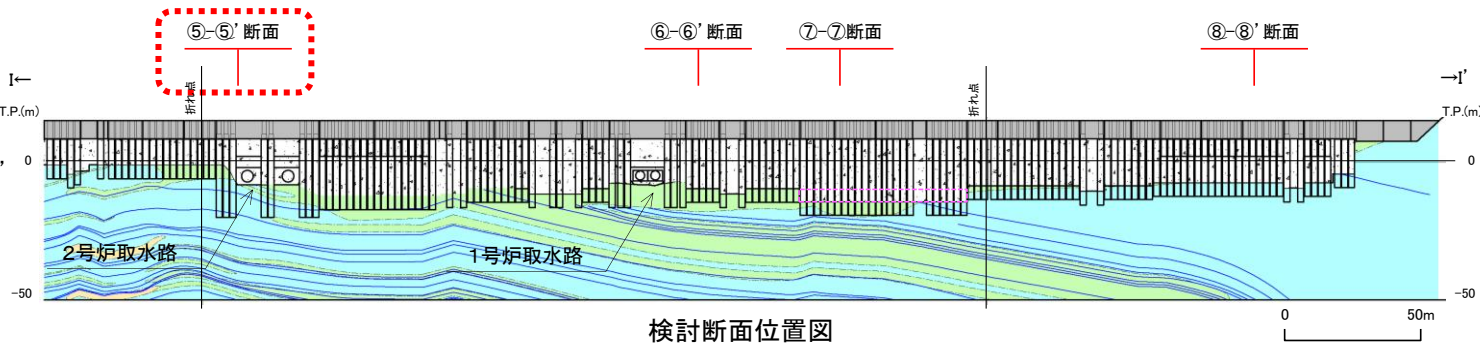 ⑤-⑤’断面
⑥-⑥’断面
⑦-⑦断面
⑧-⑧’断面
I←
→I’
T.P.(m)
折れ点
折れ点
T.P.(m)
0
0
2号炉取水路
1号炉取水路
-50
-50
検討断面位置図
0
50m